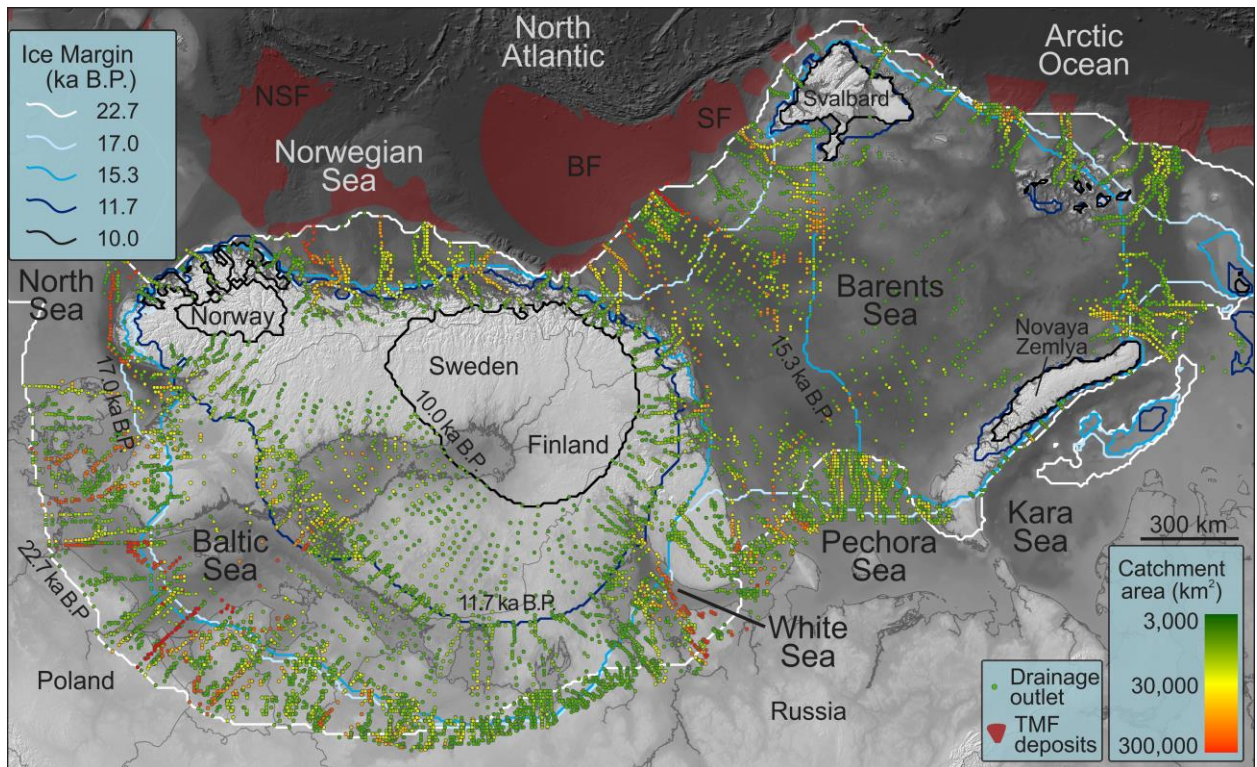 Ice Margin
(ka B.P.)
22.7
17.0
15.3
11.7
10.0
North
Atlantic
Arctic
Ocean
NSF
Norwegian
Sea
BF
SF
Svalbard
North
Sea
Norway
Sweden
Finland
Barents
Sea
Novaya
Zemlya
17.0 ka B.P.
15.3 ka B.P.
10.0 ka B.P.
Baltic
Sea
11.7 ka B.P.
22.7 ka B.P.
Pechora
Sea
Kara
Sea
White
Sea
Poland
Russia
300 km
Drainage
outlet
TMF
deposits
Catchment
area (km²)
3,000
30,000
300,000